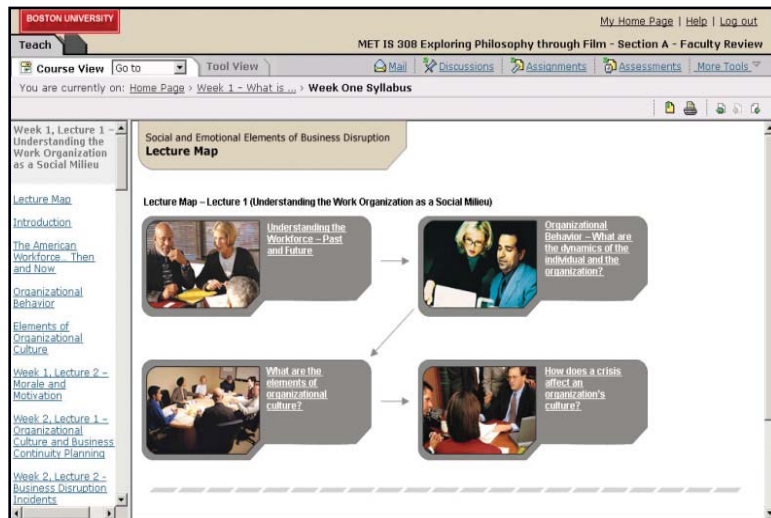 BOSTON UNIVERSITY
My Home Page | Help | Log out
Teach
MET IS 308 Exploring Philosophy through Film - Section A - Faculty Review
Course View Go to Tool View Mail Discussions Assignments Assessments More Tools
You are currently on: Home Page › Week 1 - What is ... › Week One Syllabus
Week 1, Lecture 1 –
Understanding the
Work Organization
as a Social Milieu
Lecture Map
Introduction
The American
Workforce... Then
and Now
Organizational
Behavior
Elements of
Organizational
Culture
Week 1, Lecture 2 –
Morale and
Motivation
Week 2, Lecture 1 -
Organizational
Culture and Business
Continuity Planning
Week 2, Lecture 2 -
Business Disruption
Incidents
Social and Emotional Elements of Business Disruption
Lecture Map
Lecture Map – Lecture 1 (Understanding the Work Organization as a Social Milieu)
Understanding the
Workforce – Past
and Future
Organizational
Behavior – What are
the dynamics of the
individual and the
organization?
What are the
elements of
organizational
culture?
How does a crisis
affect an
organization's
culture?